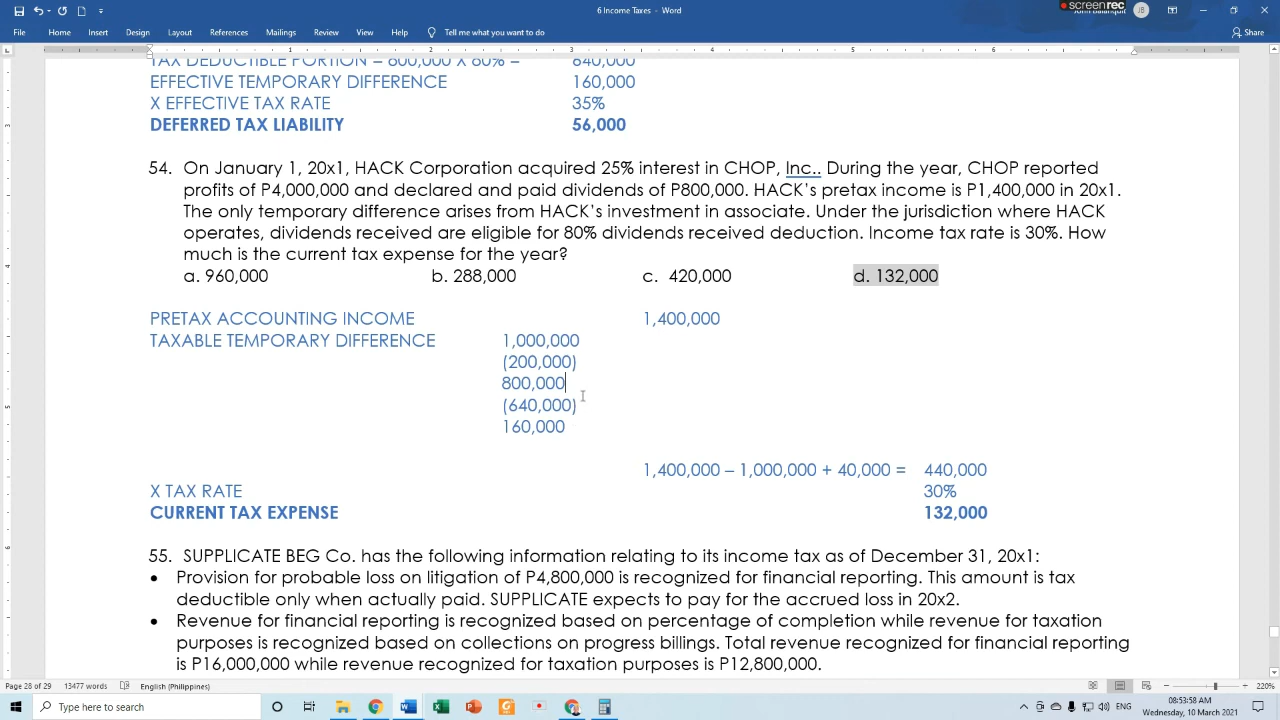 6 Income Taxes - Word
screenrec
JB
File Home Insert Design Layout References Mailings Review View Help Tell me what you want to do Share
1 2 3 4 5 6
EFFECTIVE TEMPORARY DIFFERENCE 160,000
X EFFECTIVE TAX RATE 35%
DEFERRED TAX LIABILITY 56,000
54. On January 1, 20x1, HACK Corporation acquired 25% interest in CHOP, Inc.. During the year, CHOP reported
profits of P4,000,000 and declared and paid dividends of P800,000. HACK's pretax income is P1,400,000 in 20x1.
The only temporary difference arises from HACK's investment in associate. Under the jurisdiction where HACK
operates, dividends received are eligible for 80% dividends received deduction. Income tax rate is 30%. How
much is the current tax expense for the year?
a. 960,000 b. 288,000 c. 420,000 d. 132,000
PRETAX ACCOUNTING INCOME 1,400,000
TAXABLE TEMPORARY DIFFERENCE 1,000,000
(200,000)
800,000
(640,000)
160,000
1,400,000 – 1,000,000 + 40,000 = 440,000
X TAX RATE 30%
CURRENT TAX EXPENSE 132,000
55. SUPPLICATE BEG Co. has the following information relating to its income tax as of December 31, 20x1:
• Provision for probable loss on litigation of P4,800,000 is recognized for financial reporting. This amount is tax
deductible only when actually paid. SUPPLICATE expects to pay for the accrued loss in 20x2.
• Revenue for financial reporting is recognized based on percentage of completion while revenue for taxation
purposes is recognized based on collections on progress billings. Total revenue recognized for financial reporting
is P16,000,000 while revenue recognized for taxation purposes is P12,800,000.
Page 28 of 29 13477 words English (Philippines) 220%
Type here to search
ENG
08:53:58 AM
Wednesday, 10 March 2021